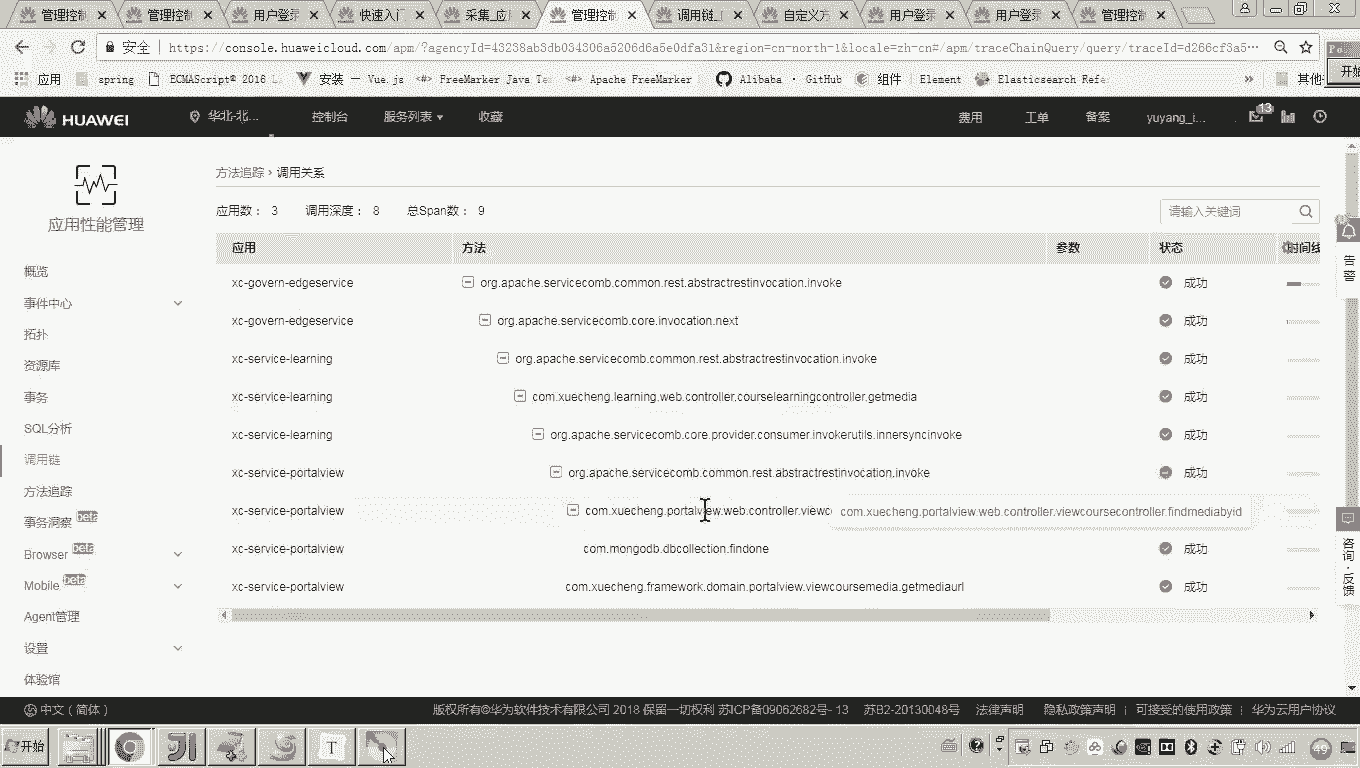 管理控制 管理控制 用户登录 快速入门 采集_应 管理控制 调用链_ 自定义方 用户登录 用户登录 管理控制
安全 https://console.huaweicloud.com/apm/?agencyId=43238ab3db034306a5206d6a5e0dfa31&region=cn-north-1&locale=zh-cn#/apm/traceChainQuery/query/traceId=d266cf3a5…
应用 spring ECMAScript® 2016 安装 — Vue.js FreeMarker Java Te Apache FreeMarker Alibaba · GitHub 组件 Element Elasticsearch Refe » 其他
开始
HUAWEI 华北-北... 控制台 服务列表 收藏 费用 工单 备案 yuyang_i... 13
应用性能管理
概览
事件中心
拓扑
资源库
事务
SQL分析
调用链
方法追踪
事务洞察 beta
Browser beta
Mobile beta
Agent管理
设置
体验馆
方法追踪 › 调用关系
应用数： 3 调用深度： 8 总Span数： 9 请输入关键词
应用 方法 参数 状态 时间线
xc-govern-edgeservice org.apache.servicecomb.common.rest.abstractrestinvocation.invoke 成功
xc-govern-edgeservice org.apache.servicecomb.core.invocation.next 成功
xc-service-learning org.apache.servicecomb.common.rest.abstractrestinvocation.invoke 成功
xc-service-learning com.xuecheng.learning.web.controller.courselearningcontroller.getmedia 成功
xc-service-learning org.apache.servicecomb.core.provider.consumer.invokerutils.innersyncinvoke 成功
xc-service-portalview org.apache.servicecomb.common.rest.abstractrestinvocation.invoke 成功
xc-service-portalview com.xuecheng.portalview.web.controller.viewc com.xuecheng.portalview.web.controller.viewcoursecontroller.findmediabyid
xc-service-portalview com.mongodb.dbcollection.findone 成功
xc-service-portalview com.xuecheng.framework.domain.portalview.viewcoursemedia.getmediaurl 成功
告警
咨询·反馈
中文（简体） 版权所有©华为软件技术有限公司 2018 保留一切权利 苏ICP备09062682号- 13 苏B2-20130048号 法律声明 隐私政策声明 | 可接受的使用政策 | 华为云用户协议
开始 T 49